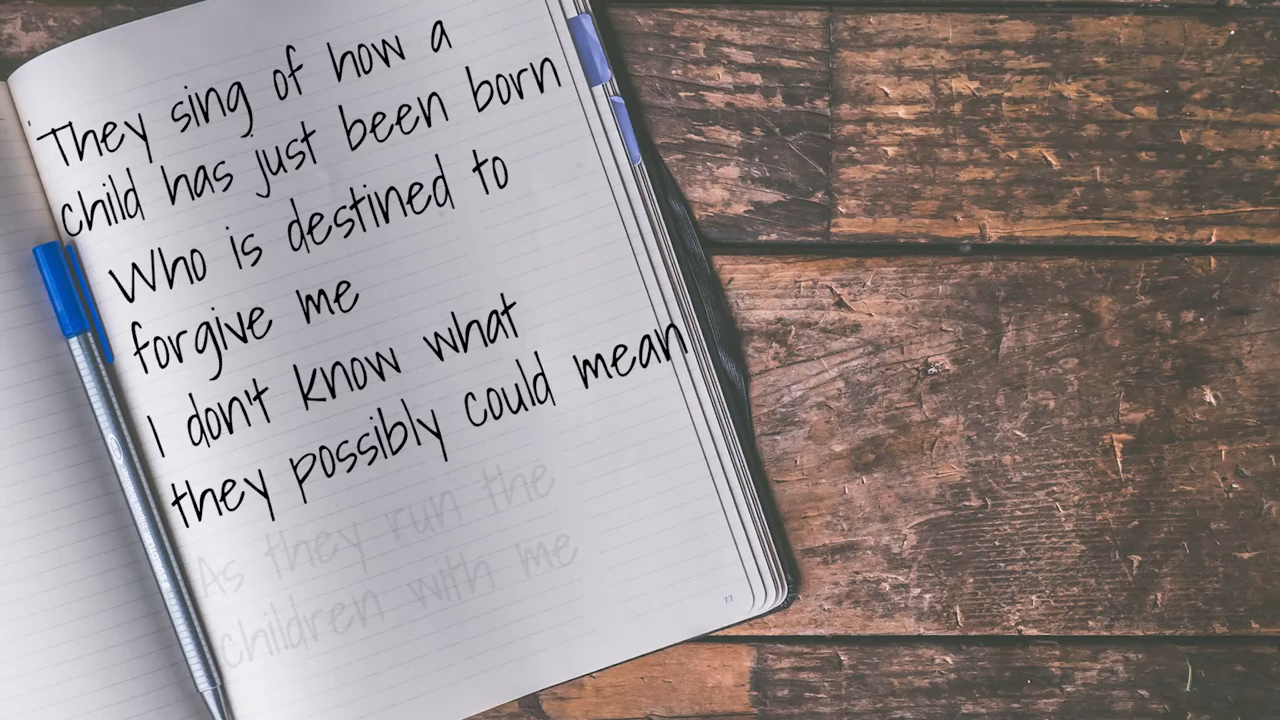 They sing of how a
child has just been born
Who is destined to
forgive me
I don't know what
they possibly could mean
As they run the
children with me
77